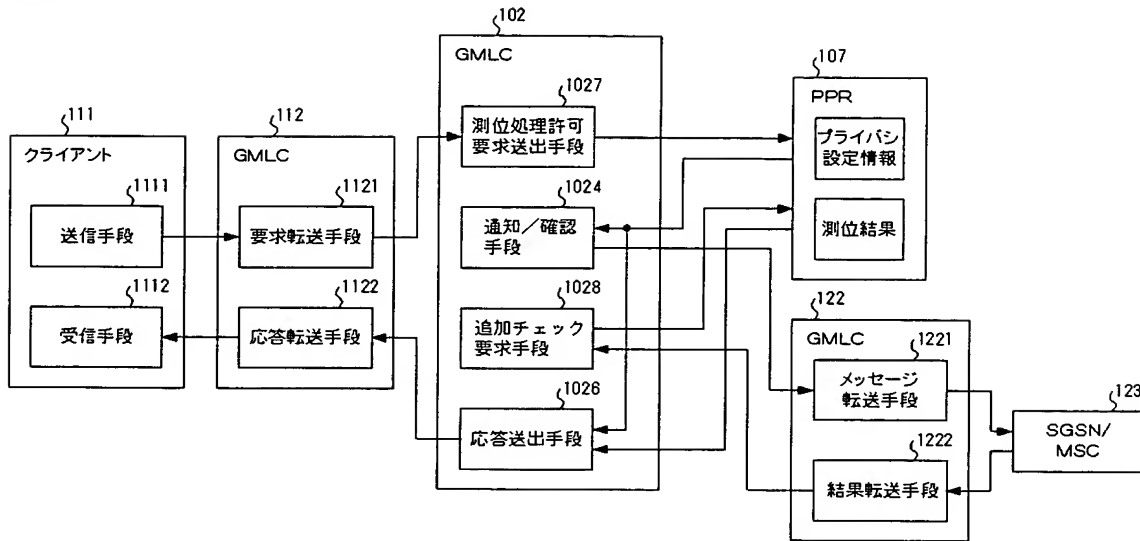 102
GMLC
107
PPR
1027
測位処理許可
要求送出手段
プライバシ
設定情報
測位結果
111
クライアント
112
GMLC
1111
送信手段
1121
要求転送手段
1024
通知／確認
手段
1112
受信手段
1122
応答転送手段
1028
追加チェック
要求手段
122
GMLC
1221
メッセージ
転送手段
1026
応答送出手段
123
SGSN/
MSC
1222
結果転送手段